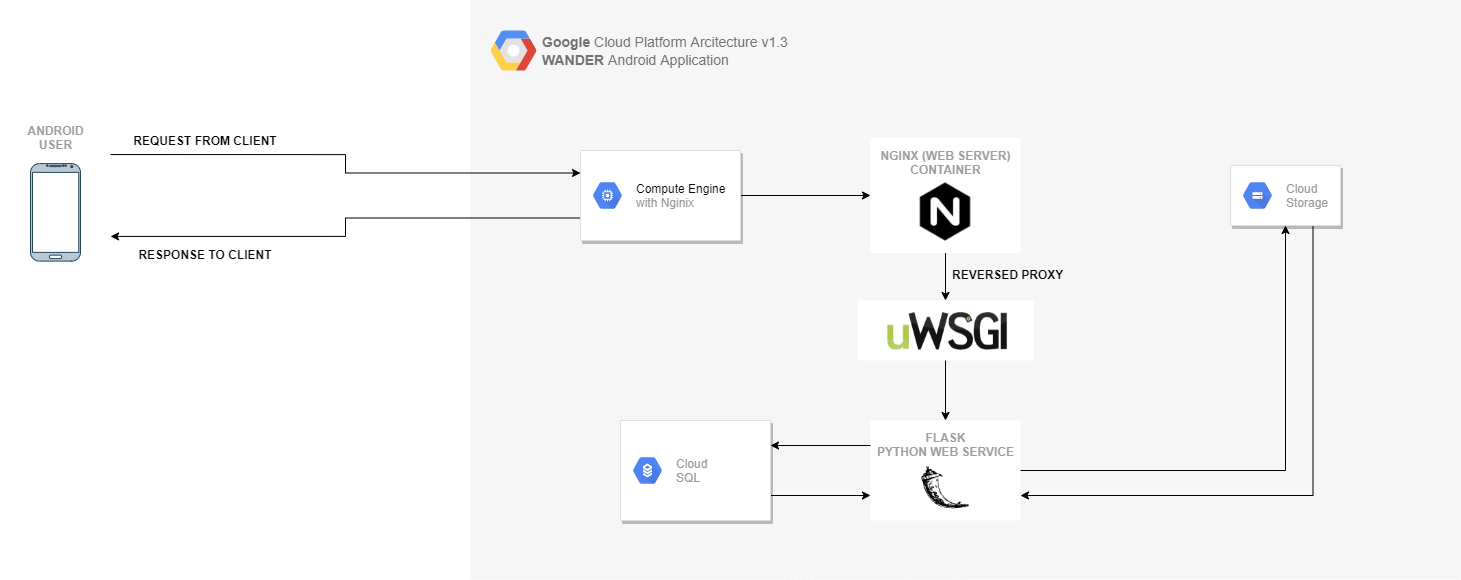 Google Cloud Platform Arcitecture v1.3
WANDER Android Application
ANDROID
USER
REQUEST FROM CLIENT
RESPONSE TO CLIENT
Compute Engine
with Nginix
NGINX (WEB SERVER)
CONTAINER
N
Cloud
Storage
REVERSED PROXY
uWSGI
Cloud
SQL
FLASK
PYTHON WEB SERVICE